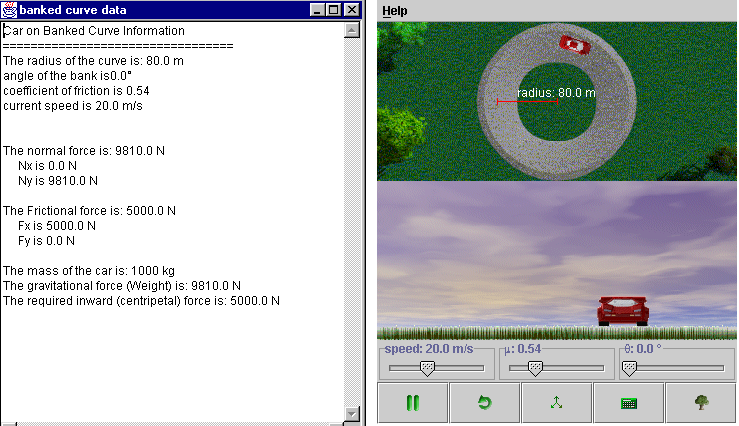 banked curve data
Car on Banked Curve Information
=================================
The radius of the curve is: 80.0 m
angle of the bank is0.0°
coefficient of friction is 0.54
current speed is 20.0 m/s
The normal force is: 9810.0 N
Nx is 0.0 N
Ny is 9810.0 N
The Frictional force is: 5000.0 N
Fx is 5000.0 N
Fy is 0.0 N
The mass of the car is: 1000 kg
The gravitational force (Weight) is: 9810.0 N
The required inward (centripetal) force is: 5000.0 N
Help
radius: 80.0 m
speed: 20.0 m/s
μ: 0.54
θ: 0.0 °